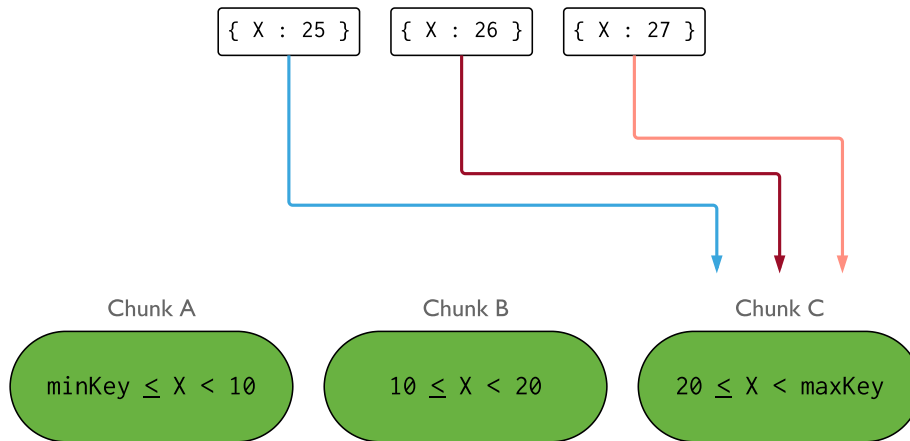 { X : 25 } { X : 26 } { X : 27 }
Chunk A Chunk B Chunk C
minKey ≤ X < 10 10 ≤ X < 20 20 ≤ X < maxKey